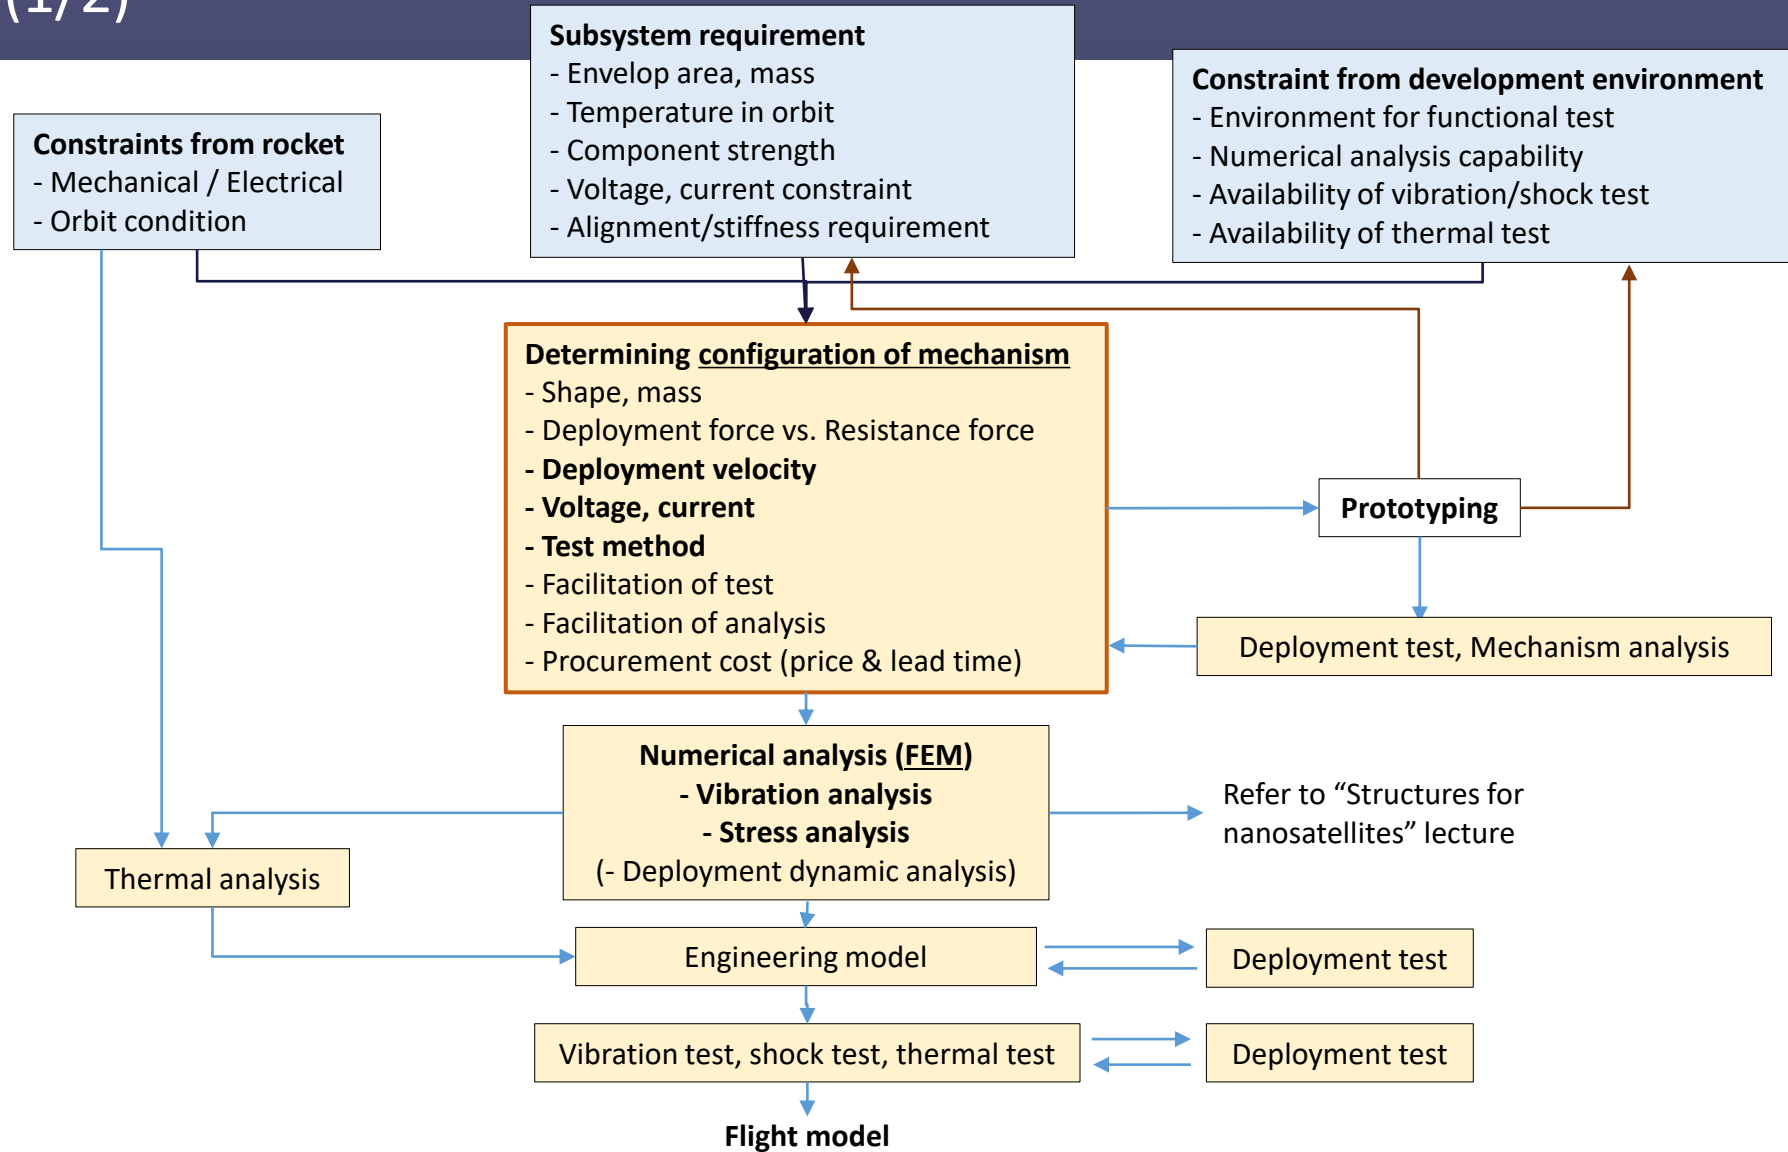 (1/2)
Subsystem requirement
- Envelop area, mass
- Temperature in orbit
- Component strength
- Voltage, current constraint
- Alignment/stiffness requirement
Constraint from development environment
- Environment for functional test
- Numerical analysis capability
- Availability of vibration/shock test
- Availability of thermal test
Constraints from rocket
- Mechanical / Electrical
- Orbit condition
Determining configuration of mechanism
- Shape, mass
- Deployment force vs. Resistance force
- Deployment velocity
- Voltage, current
- Test method
- Facilitation of test
- Facilitation of analysis
- Procurement cost (price & lead time)
Prototyping
Deployment test, Mechanism analysis
Numerical analysis (FEM)
- Vibration analysis
- Stress analysis
(- Deployment dynamic analysis)
Refer to “Structures for
nanosatellites” lecture
Thermal analysis
Engineering model
Deployment test
Vibration test, shock test, thermal test
Deployment test
Flight model